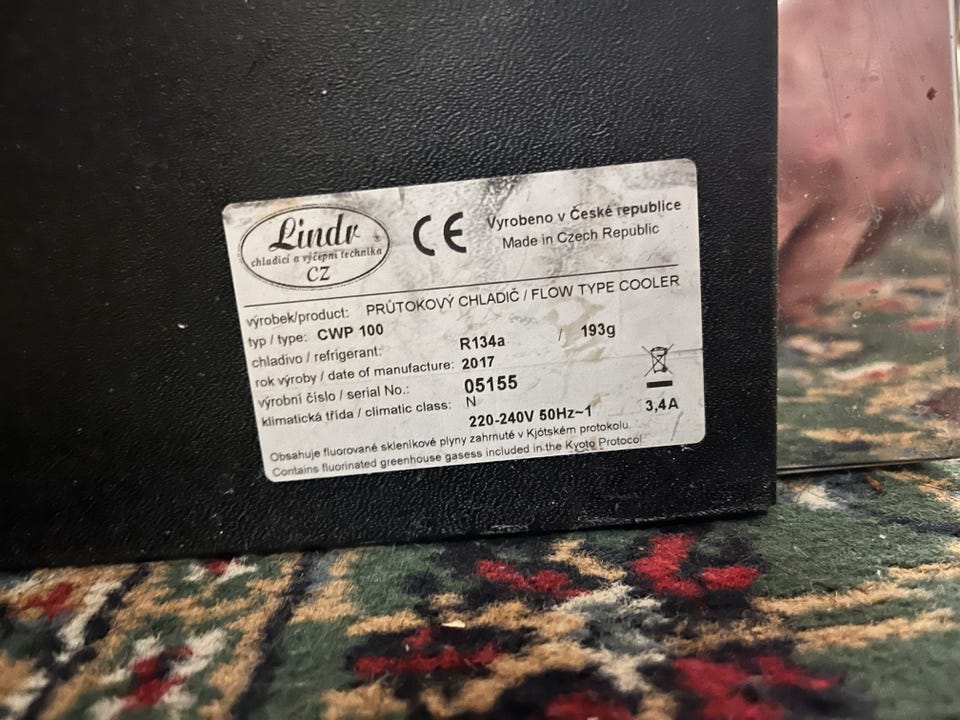 Lindr ®
chladicí a výčepní technika
CZ
CE
Vyrobeno v České republice
Made in Czech Republic
výrobek/product: PRŮTOKOVÝ CHLADIČ / FLOW TYPE COOLER
typ / type: CWP 100
chladivo / refrigerant: R134a / 193g
rok výroby / date of manufacture: 2017
výrobní číslo / serial No.: 05155
klimatická třída / climatic class: N
220-240V 50Hz~1 3,4A
Obsahuje fluorované skleníkové plyny zahrnuté v Kjótském protokolu.
Contains fluorinated greenhouse gasess included in the Kyoto Protocol.